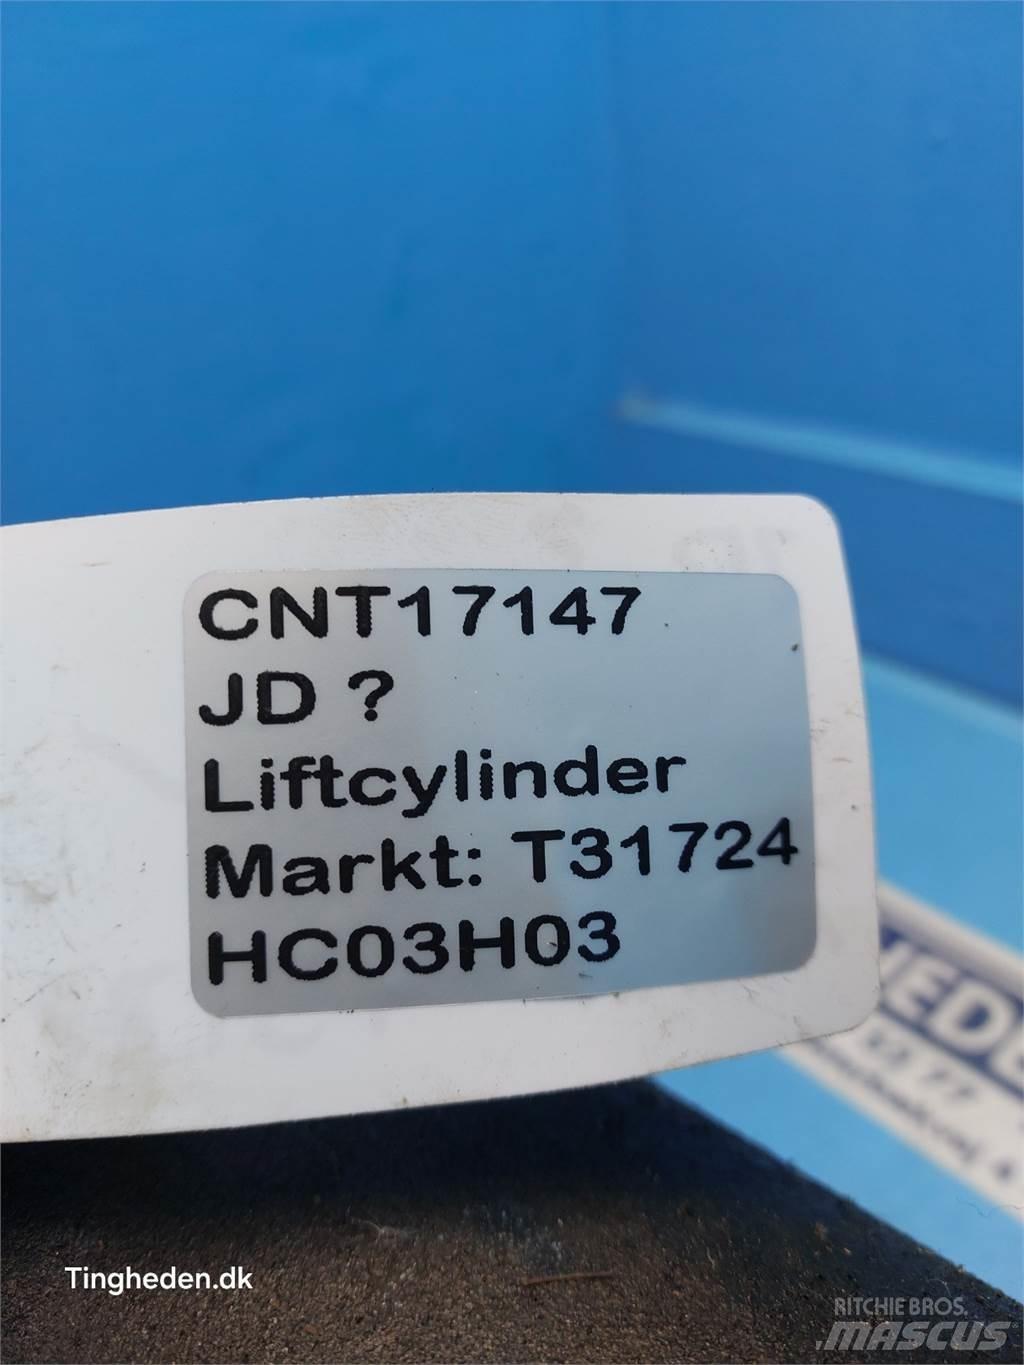 CNT17147
JD ?
Liftcylinder
Markt: T31724
HC03H03
Tingheden.dk
RITCHIE BROS.
MASCUS